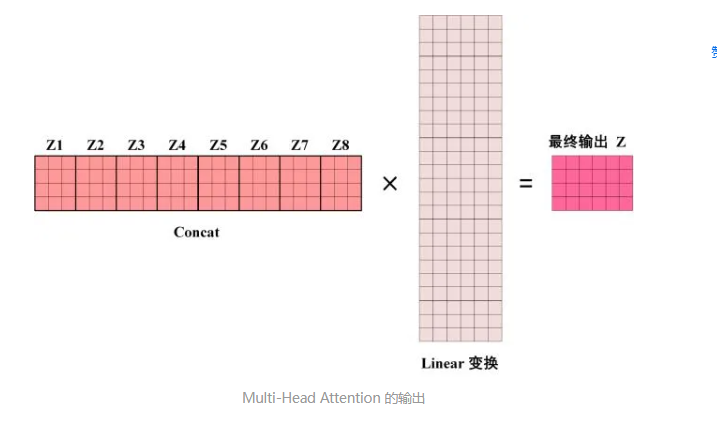 Z1 Z2 Z3 Z4 Z5 Z6 Z7 Z8
Concat
×
Linear 变换
=
最终输出 Z
Multi-Head Attention 的输出